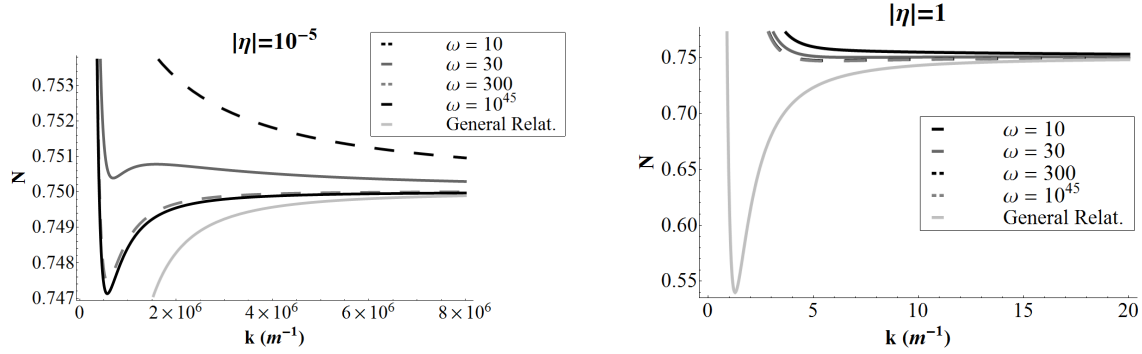 |η|=10⁻⁵
ω = 10
ω = 30
ω = 300
ω = 10⁴⁵
General Relat.
0.753
0.752
0.751
0.750
0.749
0.748
0.747
N
0
2×10⁶
4×10⁶
6×10⁶
8×10⁶
k (m⁻¹)
|η|=1
0.75
0.70
0.65
0.60
0.55
N
ω = 10
ω = 30
ω = 300
ω = 10⁴⁵
General Relat.
0
5
10
15
20
k (m⁻¹)